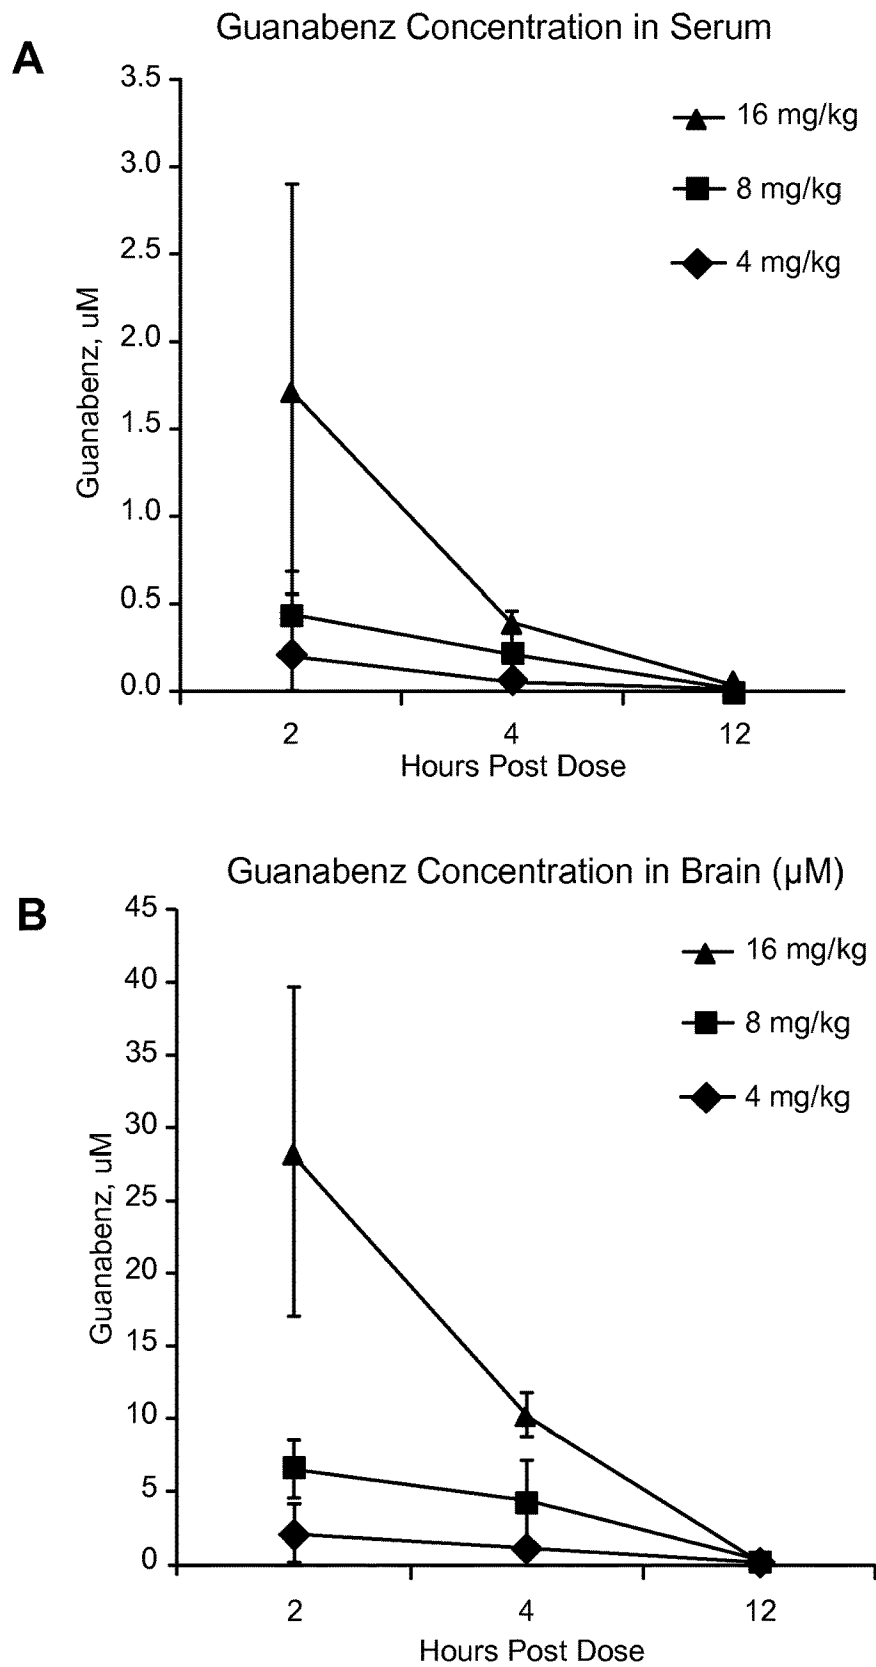 Guanabenz Concentration in Serum
A
3.5
3.0
2.5
2.0
1.5
1.0
0.5
0.0
Guanabenz, uM
16 mg/kg
8 mg/kg
4 mg/kg
2 4 12
Hours Post Dose
Guanabenz Concentration in Brain (µM)
B
45
40
35
30
25
20
15
10
5
0
Guanabenz, uM
16 mg/kg
8 mg/kg
4 mg/kg
2 4 12
Hours Post Dose